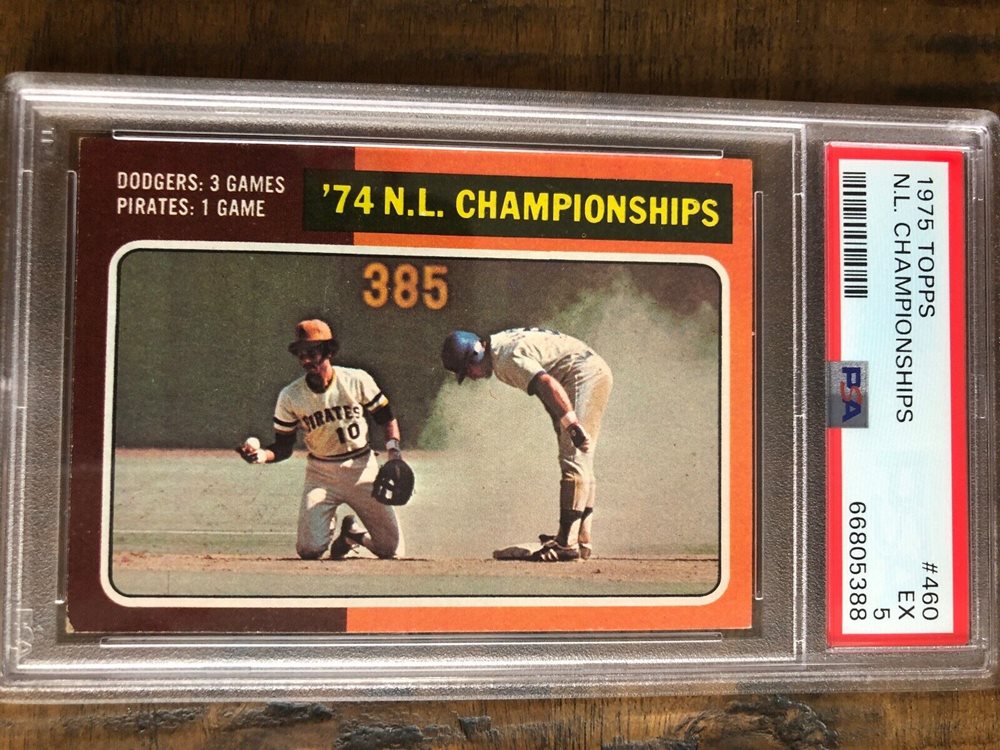 DODGERS: 3 GAMES
PIRATES: 1 GAME
'74 N.L. CHAMPIONSHIPS
385
PIRATES
10
1975 TOPPS
N.L. CHAMPIONSHIPS
PSA
#460
EX
5
66805388